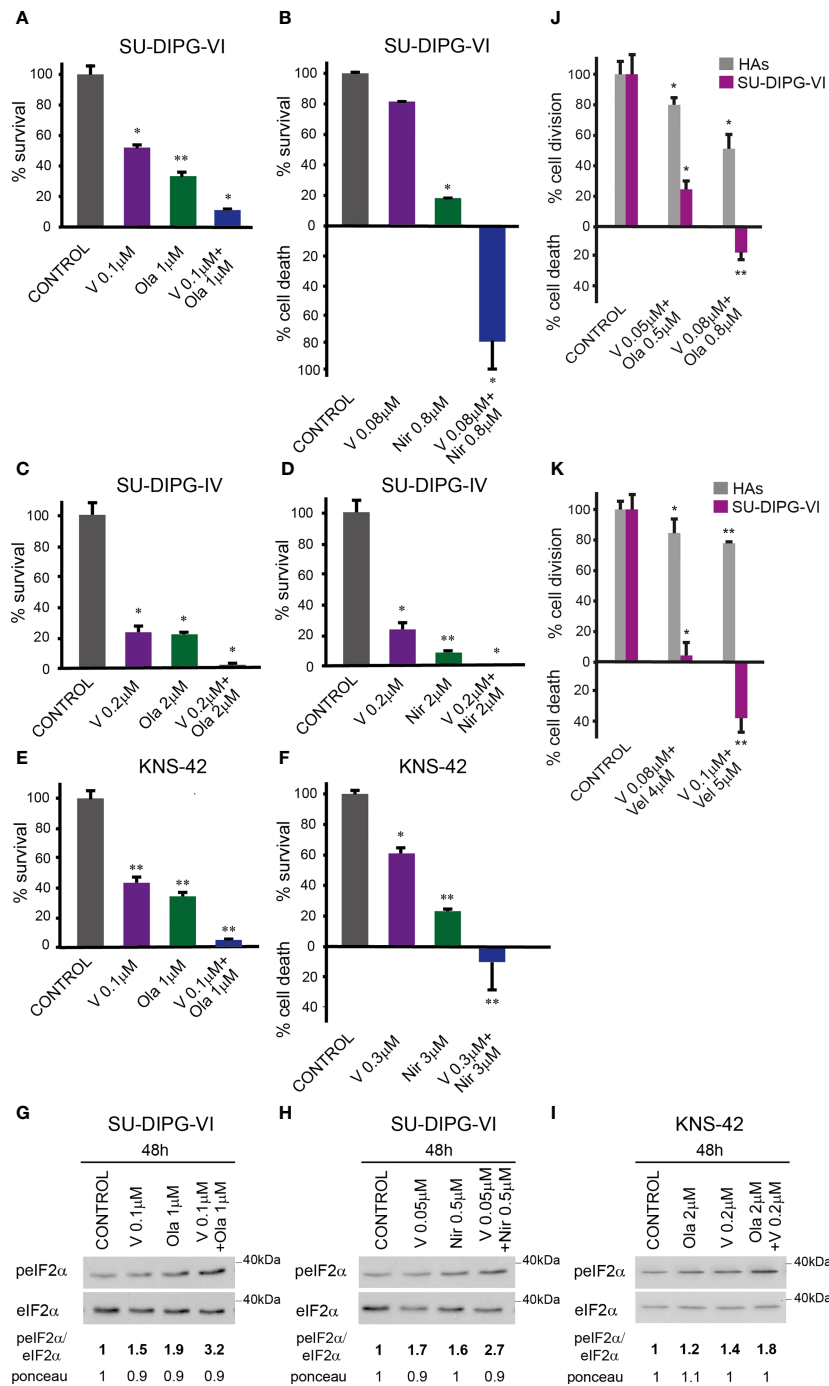 A
SU-DIPG-VI
% survival
100
80
60
40
20
0
*
**
*
CONTROL
V 0.1μM
Ola 1μM
V 0.1μM+
Ola 1μM
B
SU-DIPG-VI
% survival
% cell death
100
80
60
40
20
0
20
40
60
80
100
*
*
CONTROL
V 0.08μM
Nir 0.8μM
V 0.08μM+
Nir 0.8μM
J
HAs
SU-DIPG-VI
% cell division
% cell death
100
80
60
40
20
0
20
40
*
*
*
**
CONTROL
V 0.05μM+
Ola 0.5μM
V 0.08μM+
Ola 0.8μM
C
SU-DIPG-IV
% survival
100
80
60
40
20
0
*
*
*
CONTROL
V 0.2μM
Ola 2μM
V 0.2μM+
Ola 2μM
D
SU-DIPG-IV
% survival
100
80
60
40
20
0
*
**
*
CONTROL
V 0.2μM
Nir 2μM
V 0.2μM+
Nir 2μM
K
HAs
SU-DIPG-VI
% cell division
% cell death
100
80
60
40
20
0
20
40
*
*
**
**
CONTROL
V 0.08μM+
Vel 4μM
V 0.1μM+
Vel 5μM
E
KNS-42
% survival
100
80
60
40
20
0
**
**
**
CONTROL
V 0.1μM
Ola 1μM
V 0.1μM+
Ola 1μM
F
KNS-42
% survival
% cell death
100
80
60
40
20
0
20
40
*
**
**
CONTROL
V 0.3μM
Nir 3μM
V 0.3μM+
Nir 3μM
G
SU-DIPG-VI
48h
CONTROL
V 0.1μM
Ola 1μM
V 0.1μM
+Ola 1μM
peIF2α
40kDa
eIF2α
40kDa
peIF2α/
eIF2α
1 1.5 1.9 3.2
ponceau 1 0.9 0.9 0.9
H
SU-DIPG-VI
48h
CONTROL
V 0.05μM
Nir 0.5μM
V 0.05μM
+Nir 0.5μM
peIF2α
40kDa
eIF2α
40kDa
peIF2α/
eIF2α
1 1.7 1.6 2.7
ponceau 1 0.9 1 0.9
I
KNS-42
48h
CONTROL
Ola 2μM
V 0.2μM
Ola 2μM
+V 0.2μM
peIF2α
40kDa
eIF2α
40kDa
peIF2α/
eIF2α
1 1.2 1.4 1.8
ponceau 1 1.1 1 1